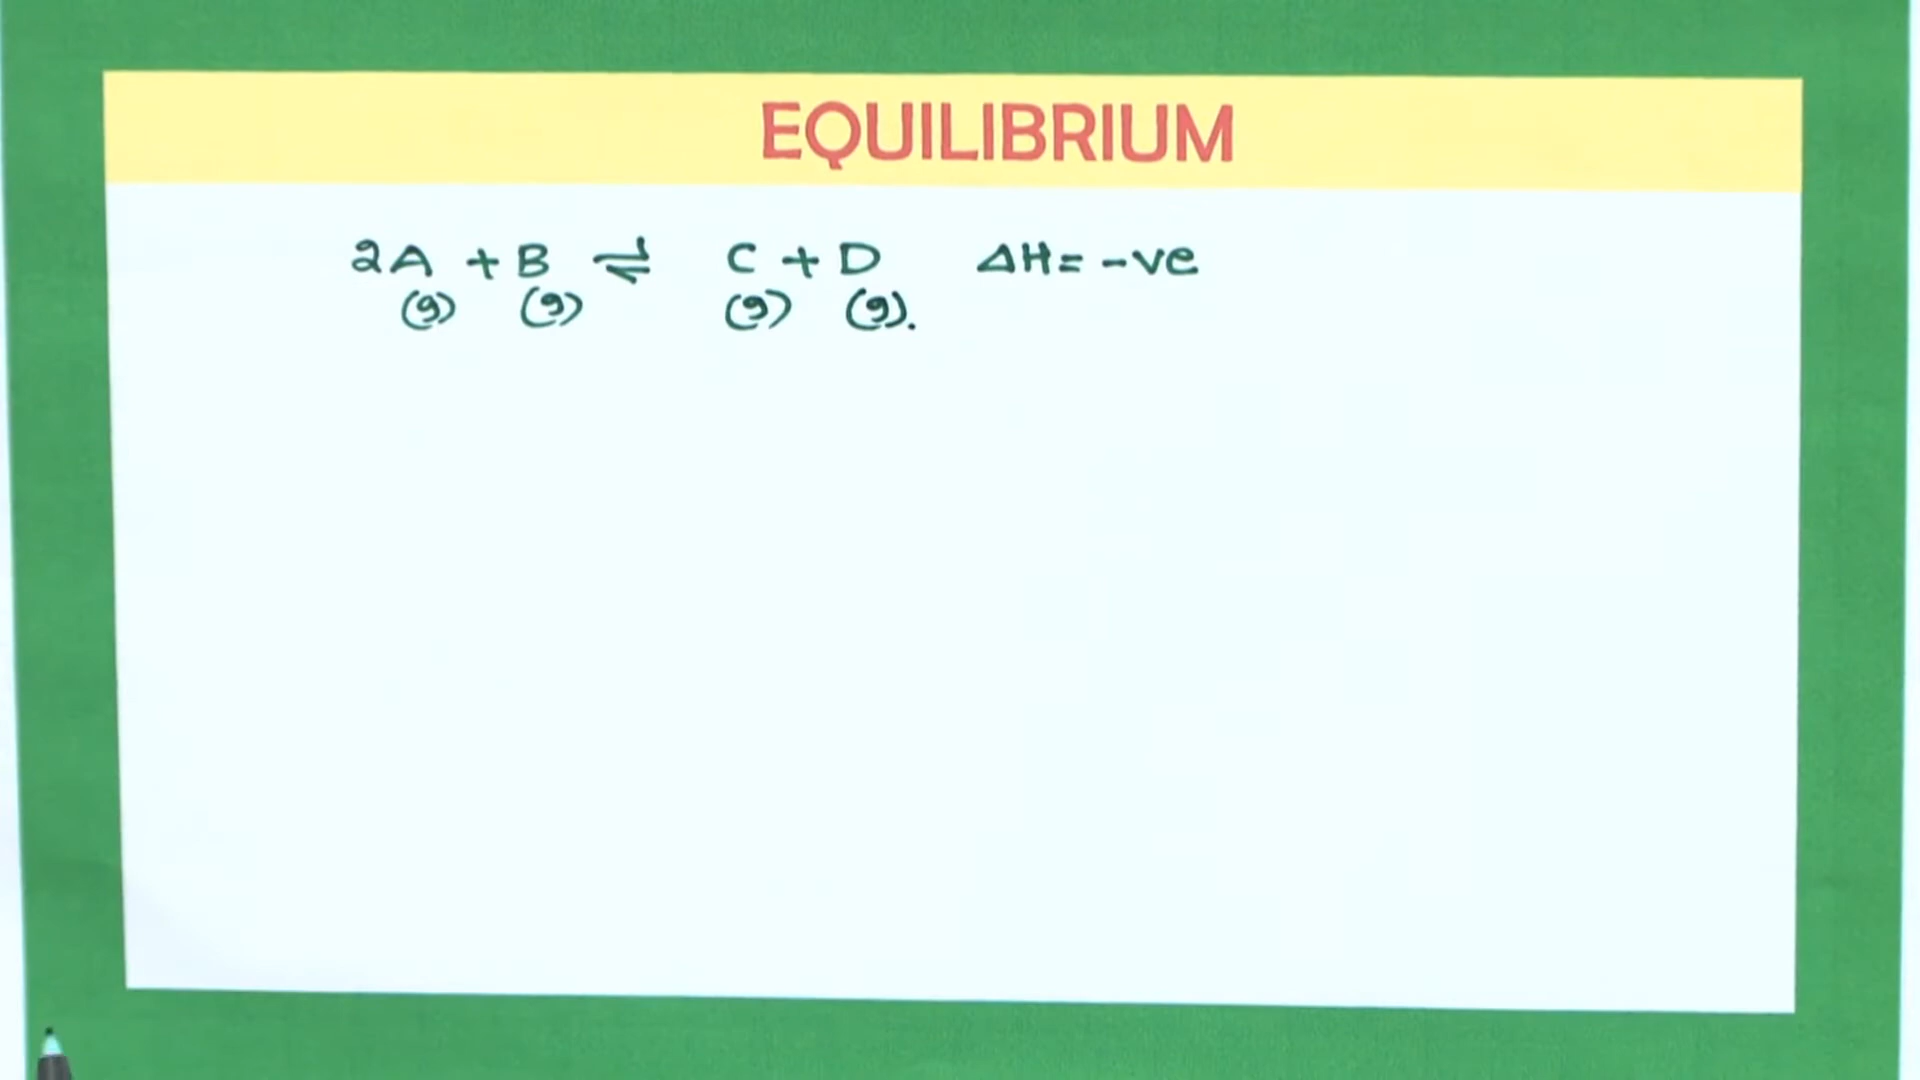 EQUILIBRIUM
2A + B ⇌ C + D ΔH = -ve
(g) (g) (g) (g).